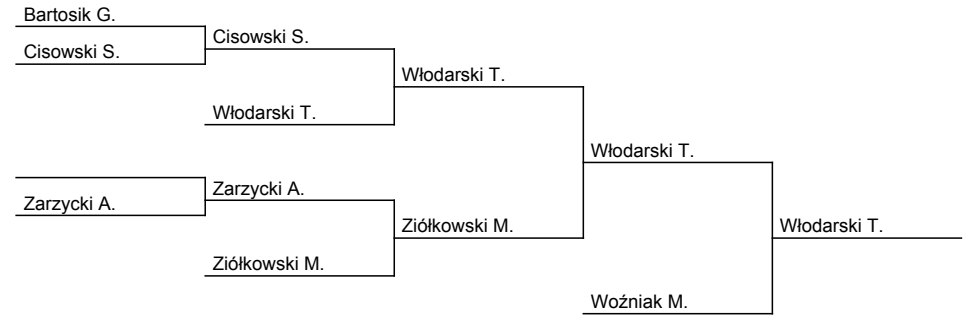 Bartosik G.
Cisowski S.
Cisowski S.
Włodarski T.
Włodarski T.
Włodarski T.
Zarzycki A.
Zarzycki A.
Ziółkowski M.
Ziółkowski M.
Włodarski T.
Woźniak M.